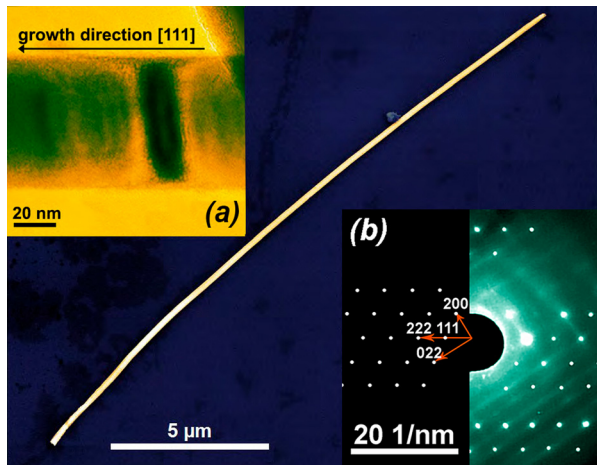 growth direction [111]
20 nm
(a)
(b)
200
222 111
022
5 µm
20 1/nm